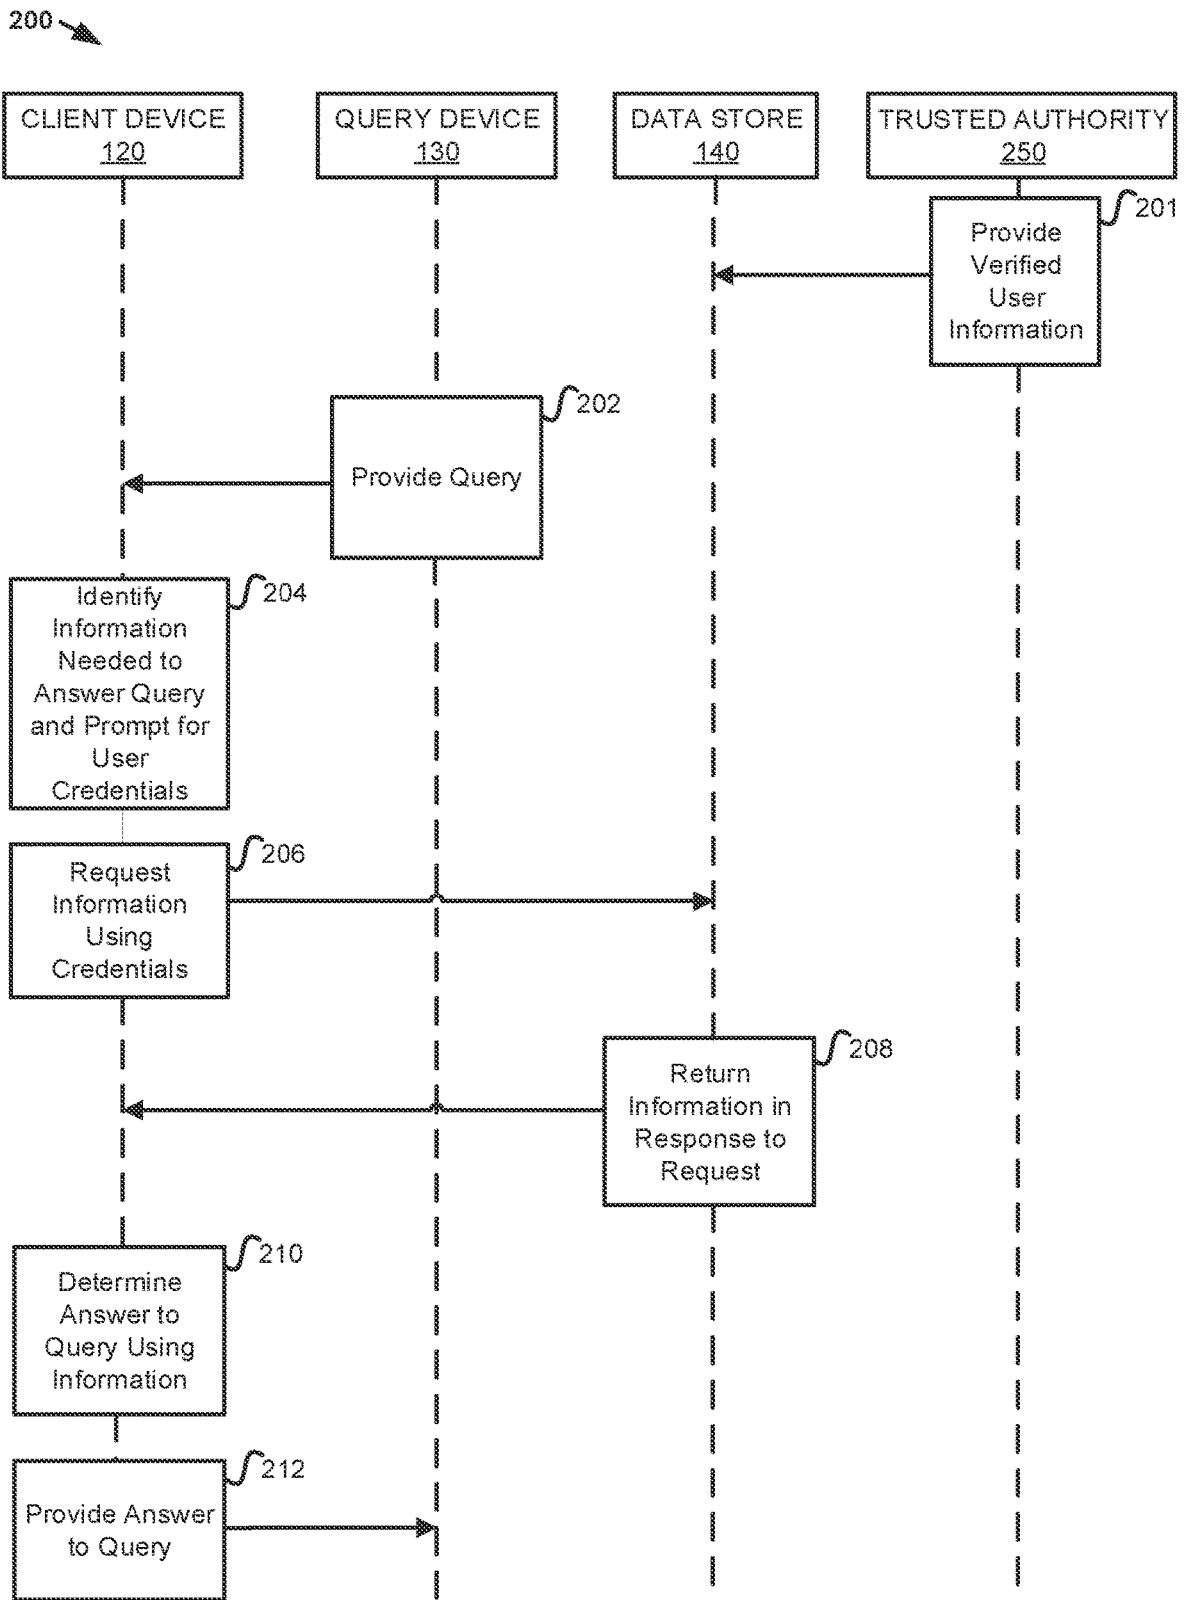 200
CLIENT DEVICE
120
QUERY DEVICE
130
DATA STORE
140
TRUSTED AUTHORITY
250
201
Provide
Verified
User
Information
202
Provide Query
204
Identify
Information
Needed to
Answer Query
and Prompt for
User
Credentials
206
Request
Information
Using
Credentials
208
Return
Information in
Response to
Request
210
Determine
Answer to
Query Using
Information
212
Provide Answer
to Query